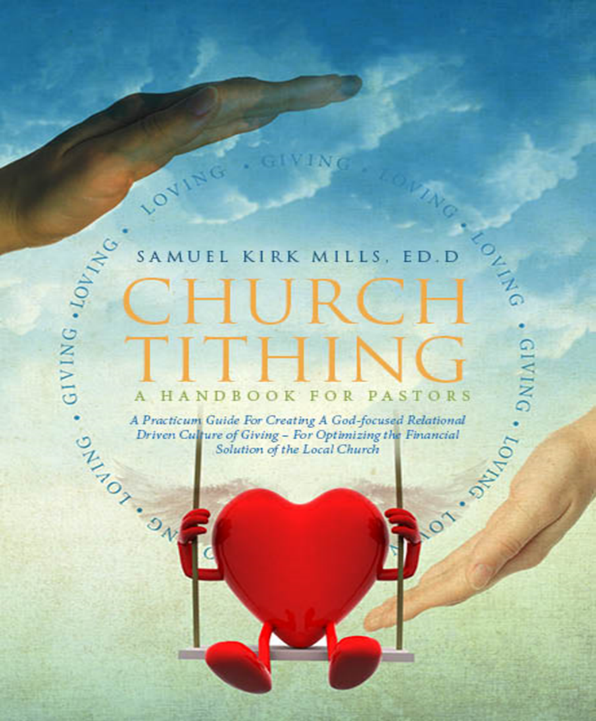 LOVING • GIVING • LOVING • LOVING • GIVING • LOVING • LOV
LOVING • GIVING • LOVING •
SAMUEL KIRK MILLS, ED.D
CHURCH
TITHING
A HANDBOOK FOR PASTORS
A Practicum Guide For Creating A God-focused Relational
Driven Culture of Giving – For Optimizing the Financial
Solution of the Local Church